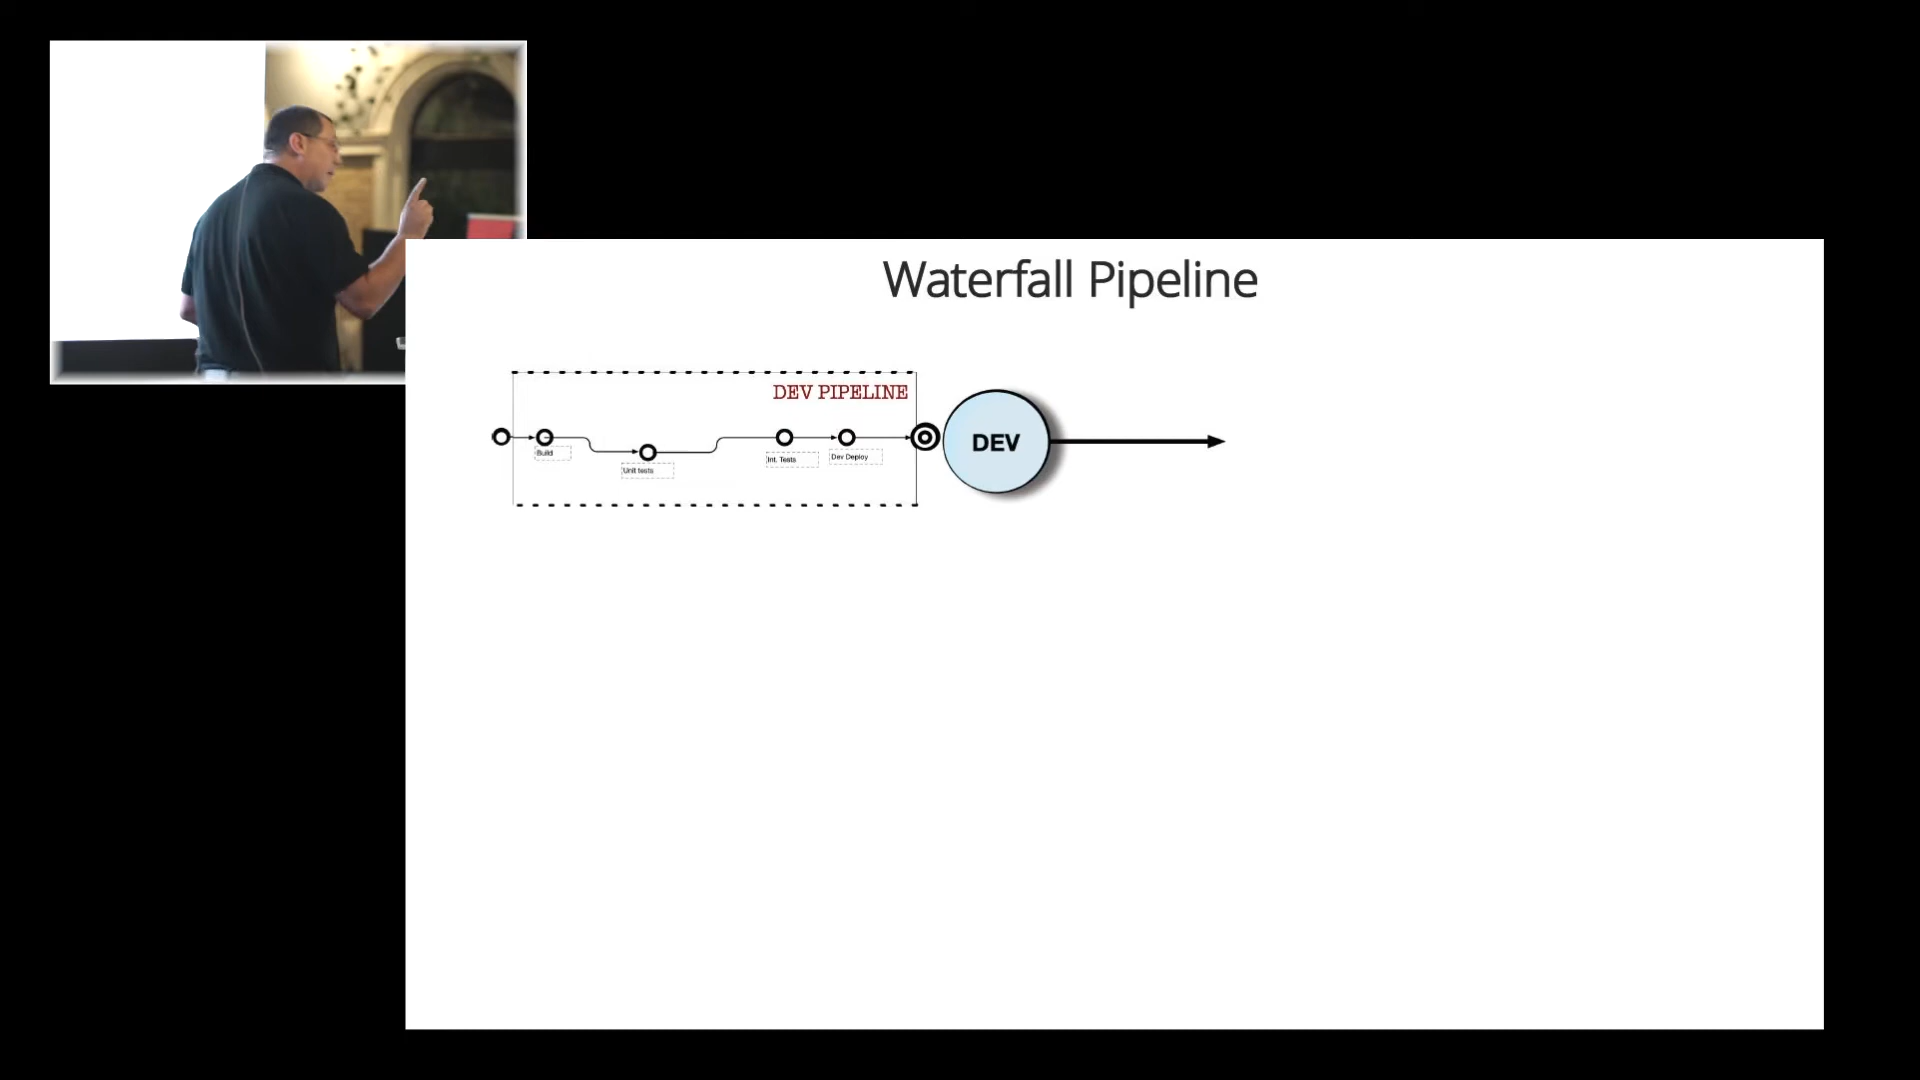 Waterfall Pipeline
DEV PIPELINE
Build
Unit tests
Int. Tests
Dev Deploy
DEV